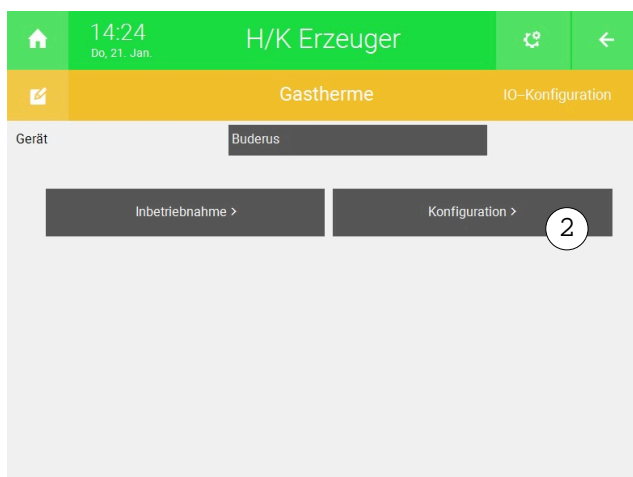 14:24
Do, 21. Jan.
H/K Erzeuger
Gastherme
IO-Konfiguration
Gerät
Buderus
Inbetriebnahme >
Konfiguration >
2